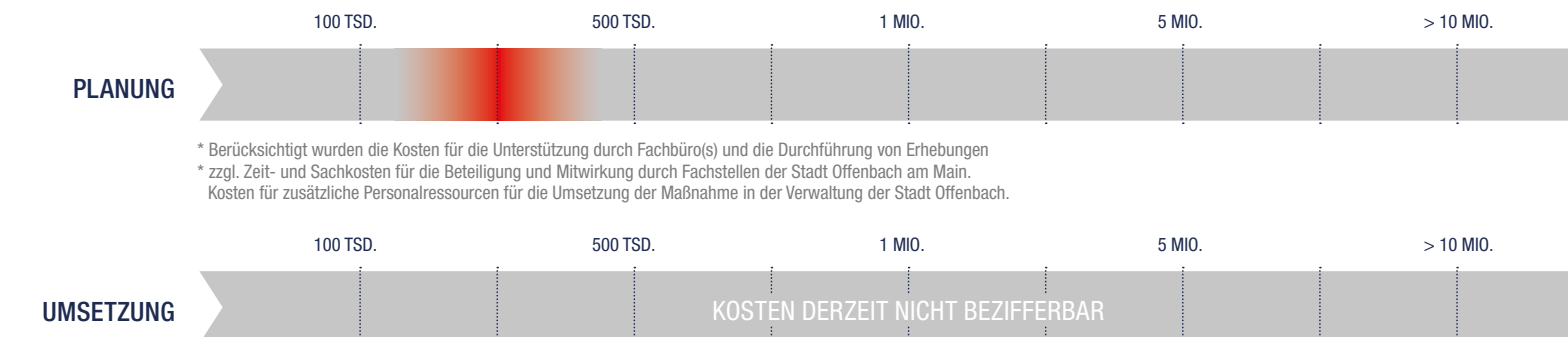 100 TSD. 500 TSD. 1 MIO. 5 MIO. > 10 MIO.
PLANUNG
* Berücksichtigt wurden die Kosten für die Unterstützung durch Fachbüro(s) und die Durchführung von Erhebungen
* zzgl. Zeit- und Sachkosten für die Beteiligung und Mitwirkung durch Fachstellen der Stadt Offenbach am Main.
Kosten für zusätzliche Personalressourcen für die Umsetzung der Maßnahme in der Verwaltung der Stadt Offenbach.
100 TSD. 500 TSD. 1 MIO. 5 MIO. > 10 MIO.
UMSETZUNG KOSTEN DERZEIT NICHT BEZIFFERBAR